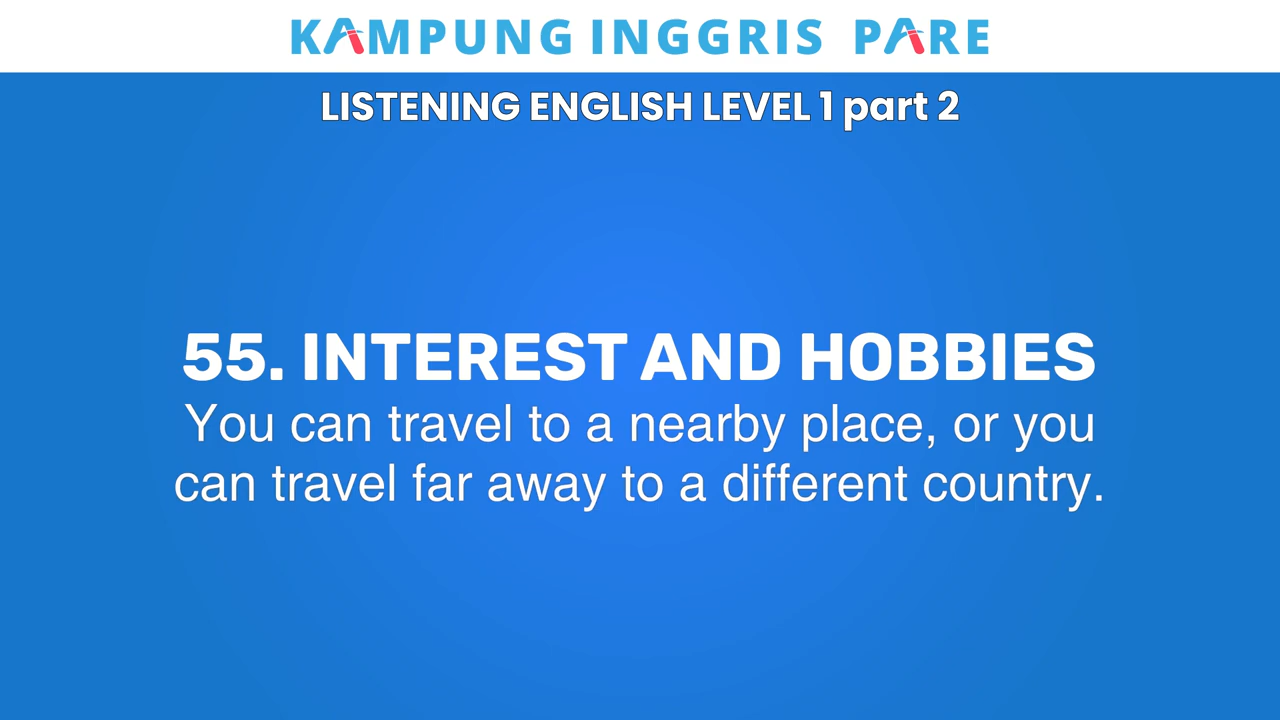 KAMPUNG INGGRIS PARE
LISTENING ENGLISH LEVEL 1 part 2
55. INTEREST AND HOBBIES
You can travel to a nearby place, or you
can travel far away to a different country.